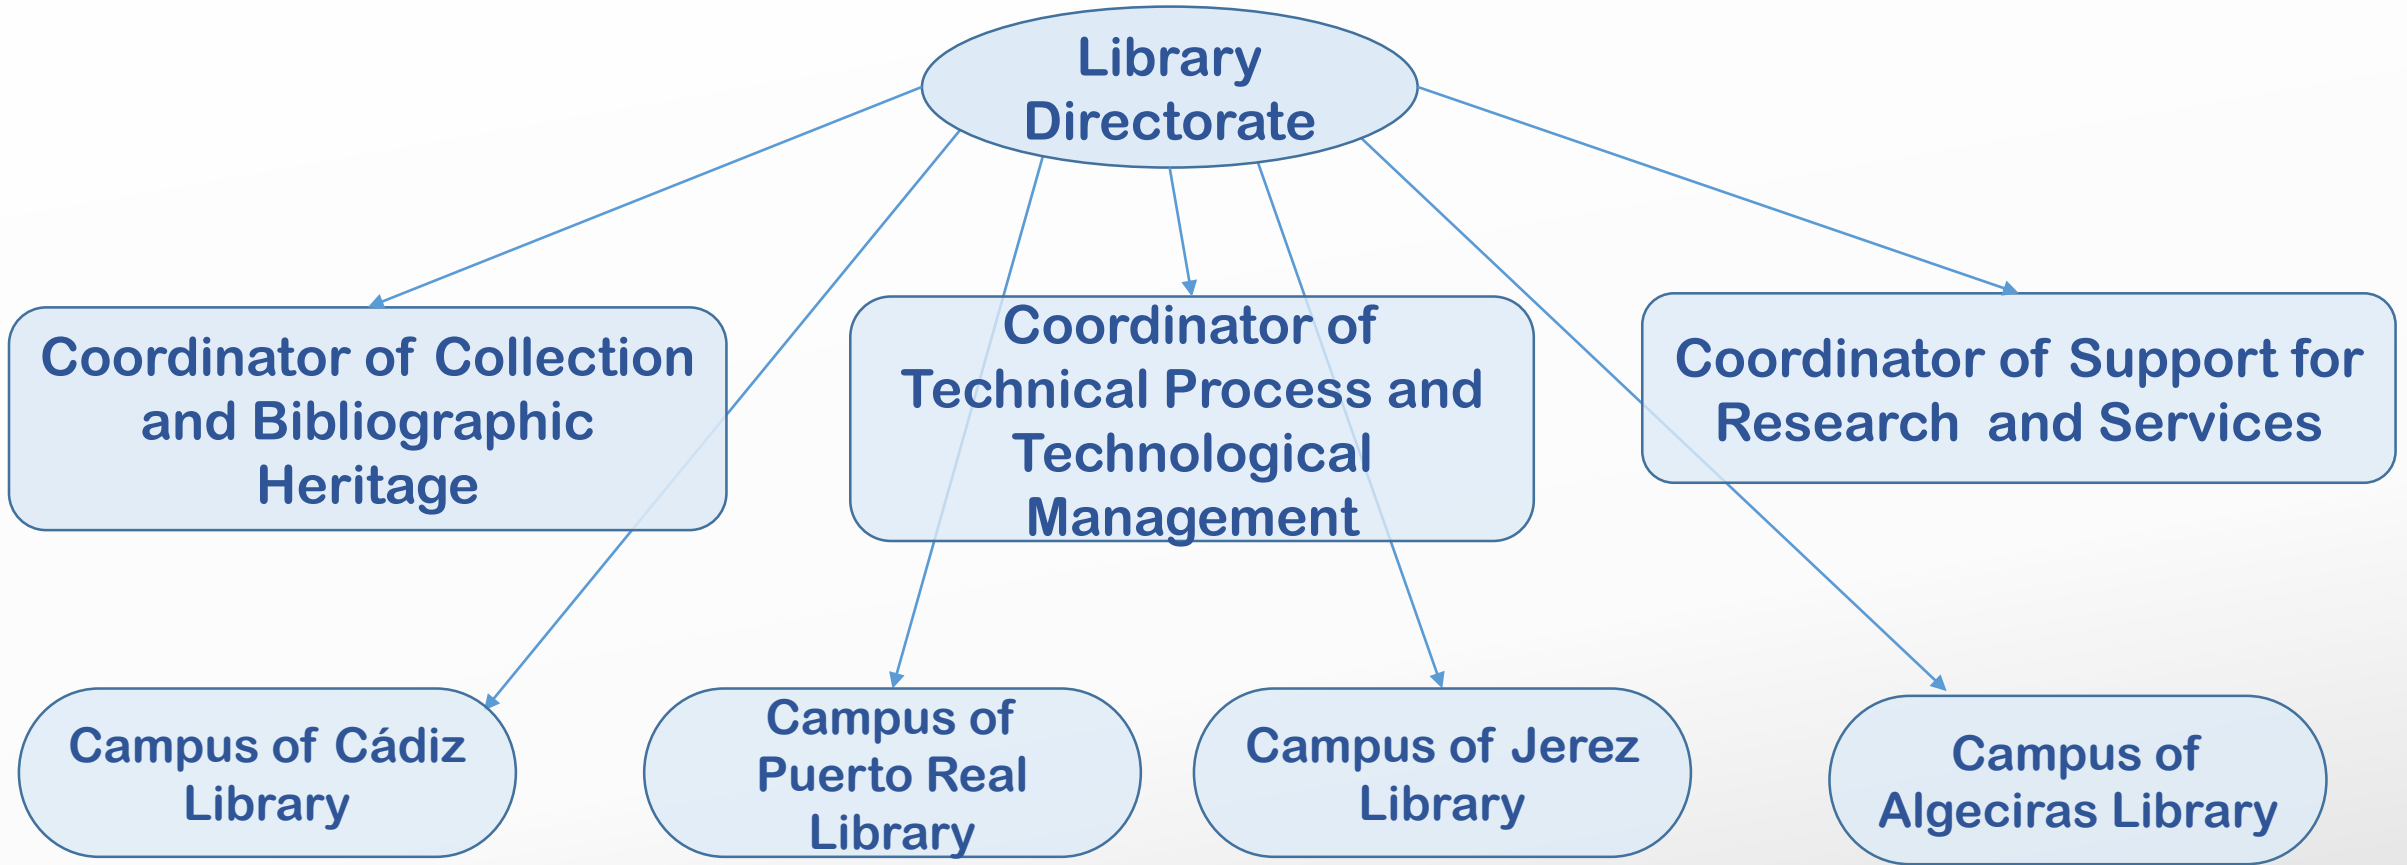 Library
Directorate
Coordinator of Collection
and Bibliographic
Heritage
Coordinator of
Technical Process and
Technological
Management
Coordinator of Support for
Research  and Services
Campus of Cádiz
Library
Campus of
Puerto Real
Library
Campus of Jerez
Library
Campus of
Algeciras Library